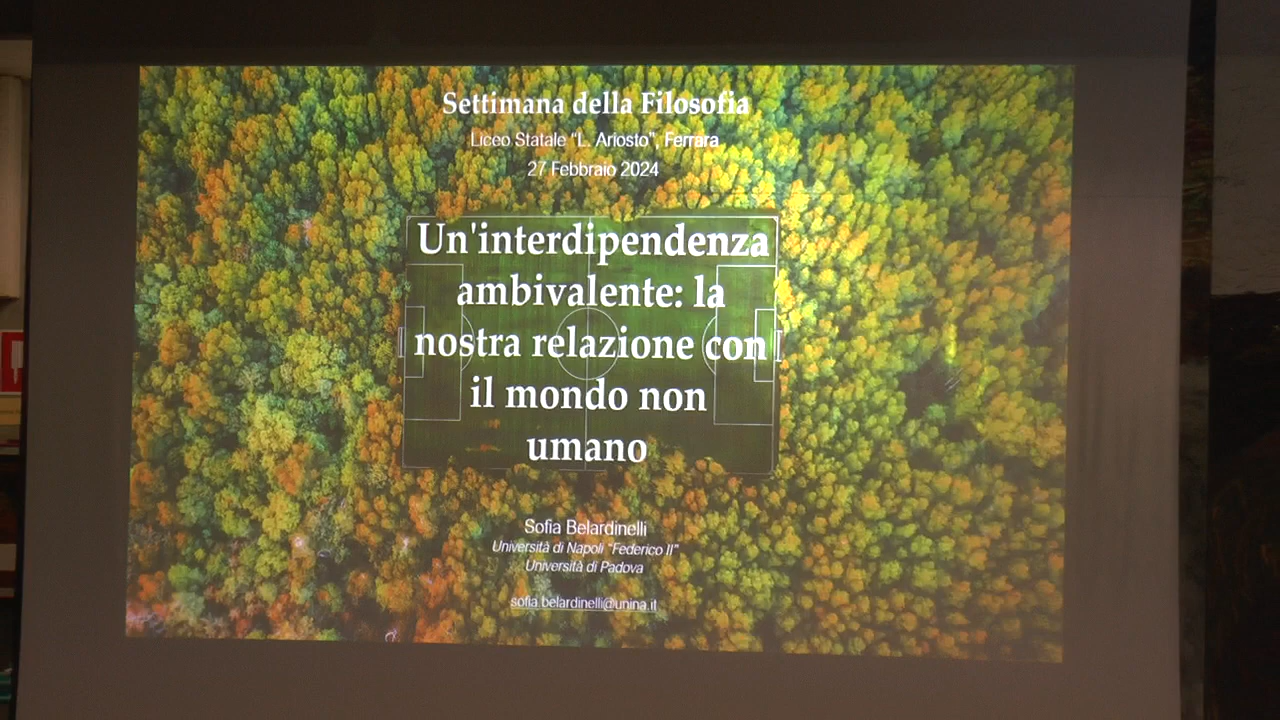 Settimana della Filosofia
Liceo Statale "L. Ariosto", Ferrara
27 Febbraio 2024
Un'interdipendenza
ambivalente: la
nostra relazione con
il mondo non
umano
Sofia Belardinelli
Università di Napoli "Federico II"
Università di Padova
sofia.belardinelli@unina.it